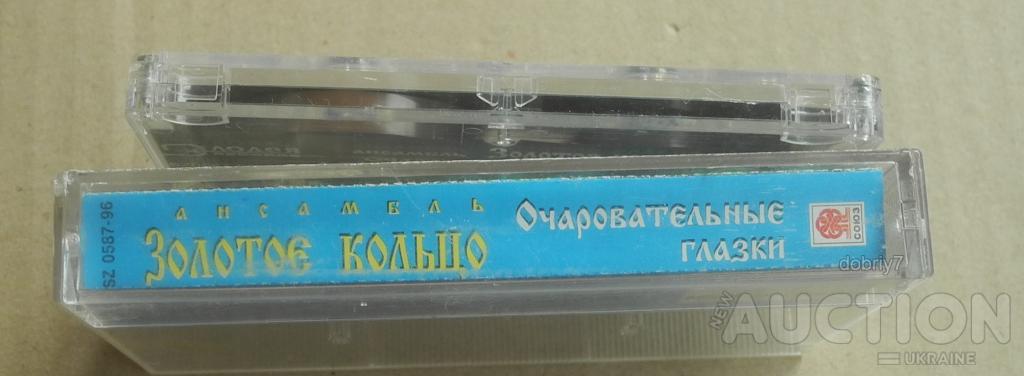 SZ 0587-96
АНСАМБЛЬ
ЗОЛОТОЕ КОЛЬЦО
ОЧАРОВАТЕЛЬНЫЕ
ГЛАЗКИ
СОЮЗ
dobriy7
NEW
AUCTION
UKRAINE